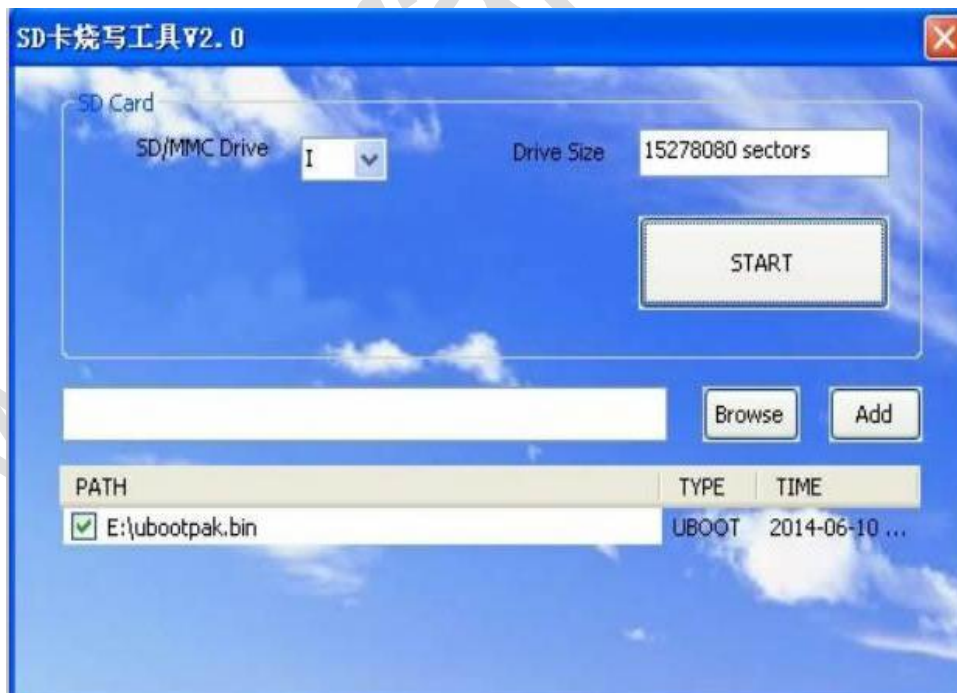 SD卡烧写工具V2.0
SD Card
SD/MMC Drive I Drive Size 15278080 sectors
START
Browse Add
PATH TYPE TIME
E:\ubootpak.bin UBOOT 2014-06-10 ...